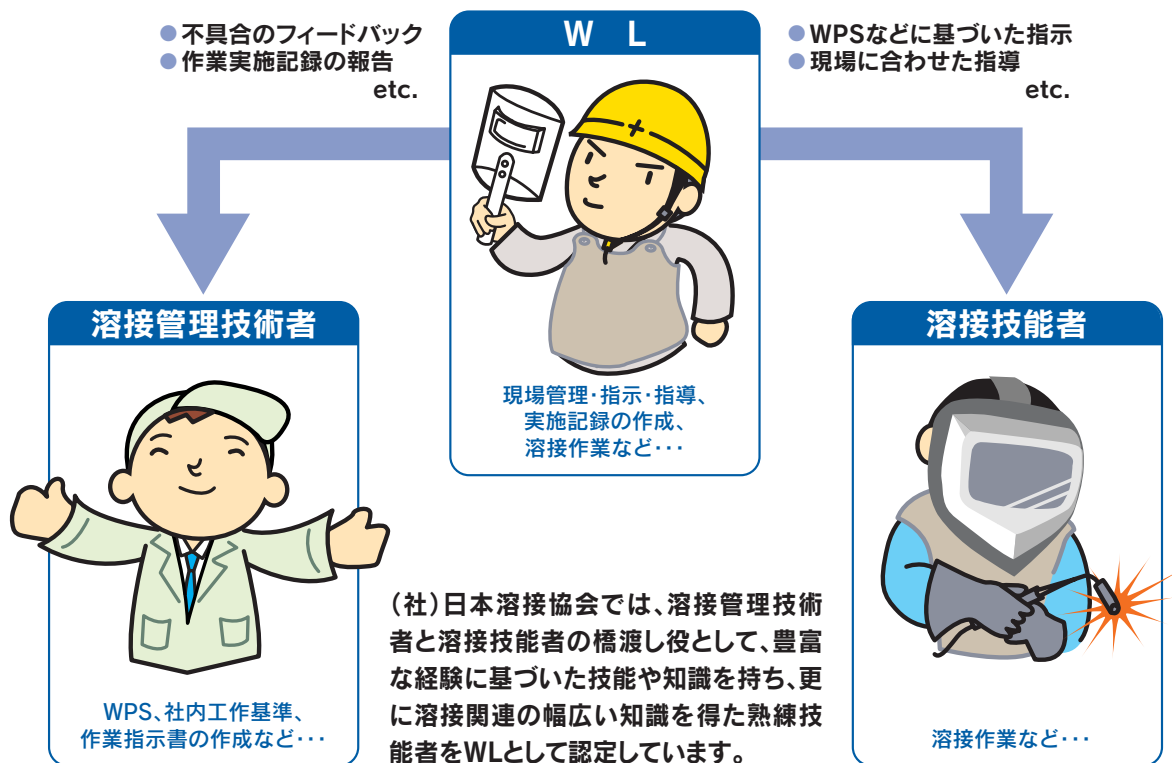 ● 不具合のフィードバック
● 作業実施記録の報告
etc.
W L
● WPSなどに基づいた指示
● 現場に合わせた指導
etc.
現場管理・指示・指導、
実施記録の作成、
溶接作業など・・・
溶接管理技術者
WPS、社内工作基準、
作業指示書の作成など・・・
溶接技能者
溶接作業など・・・
（社）日本溶接協会では、溶接管理技術
者と溶接技能者の橋渡し役として、豊富
な経験に基づいた技能や知識を持ち、更
に溶接関連の幅広い知識を得た熟練技
能者をWLとして認定しています。